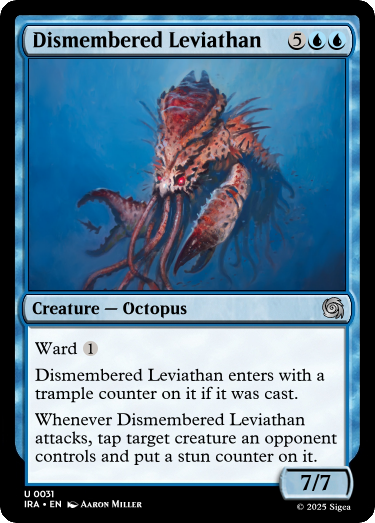 Dismembered Leviathan 5
Creature — Octopus
Ward 1
Dismembered Leviathan enters with a
trample counter on it if it was cast.
Whenever Dismembered Leviathan
attacks, tap target creature an opponent
controls and put a stun counter on it.
7/7
U 0031
IRA • EN Aaron Miller
© 2025 Sigea